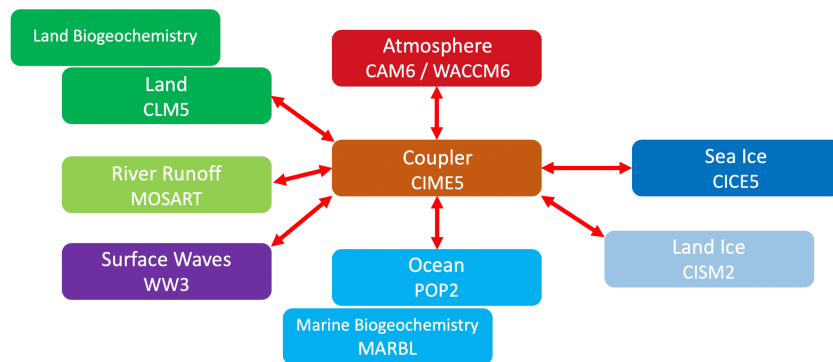 Land Biogeochemistry
Land
CLM5
Atmosphere
CAM6 / WACCM6
River Runoff
MOSART
Coupler
CIME5
Sea Ice
CICE5
Surface Waves
WW3
Ocean
POP2
Land Ice
CISM2
Marine Biogeochemistry
MARBL